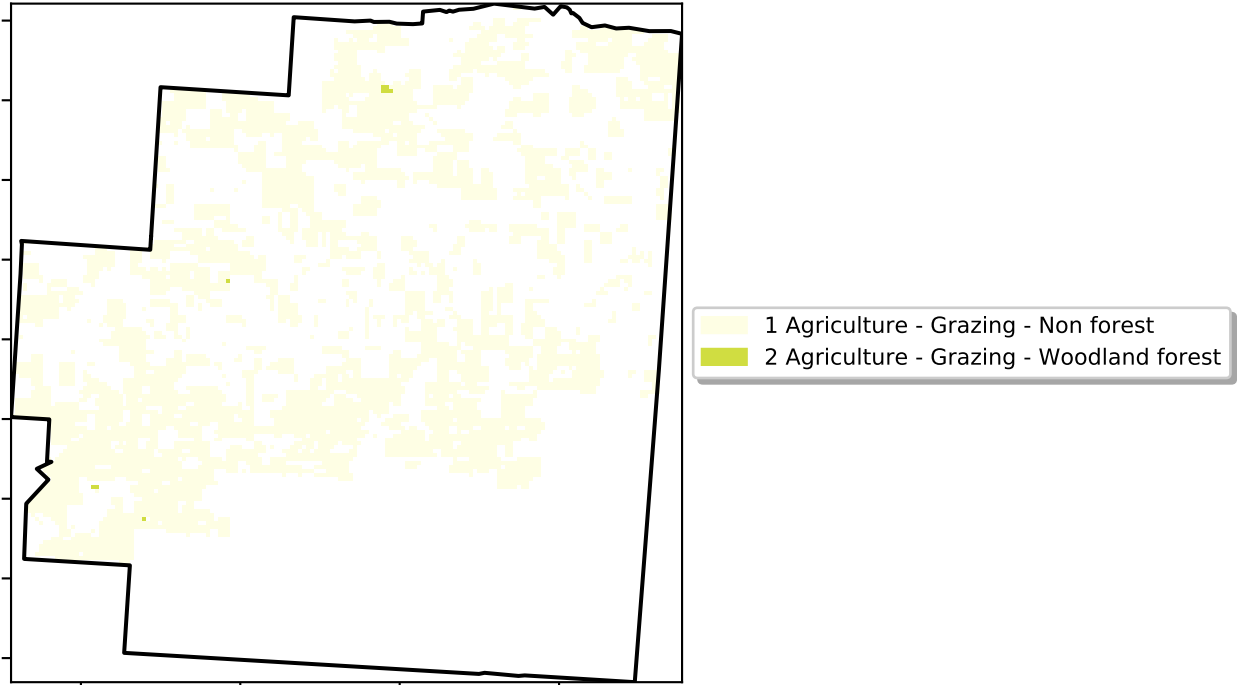 1 Agriculture - Grazing - Non forest
2 Agriculture - Grazing - Woodland forest